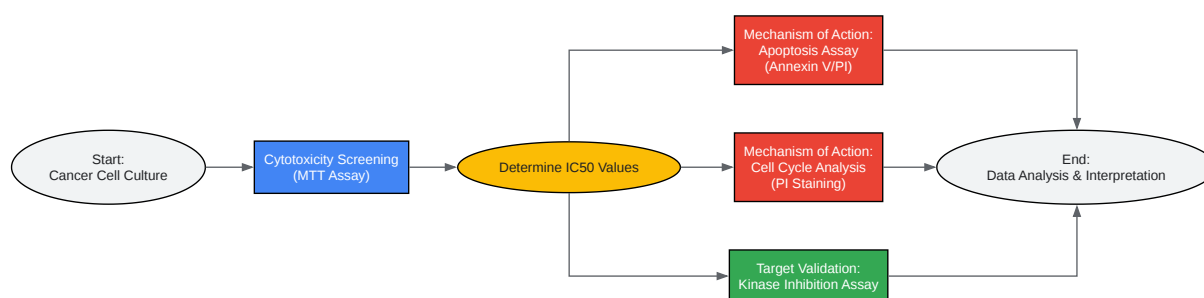 Start:
Cancer Cell Culture
Cytotoxicity Screening
(MTT Assay)
Determine IC50 Values
Mechanism of Action:
Apoptosis Assay
(Annexin V/PI)
Mechanism of Action:
Cell Cycle Analysis
(PI Staining)
Target Validation:
Kinase Inhibition Assay
End:
Data Analysis & Interpretation